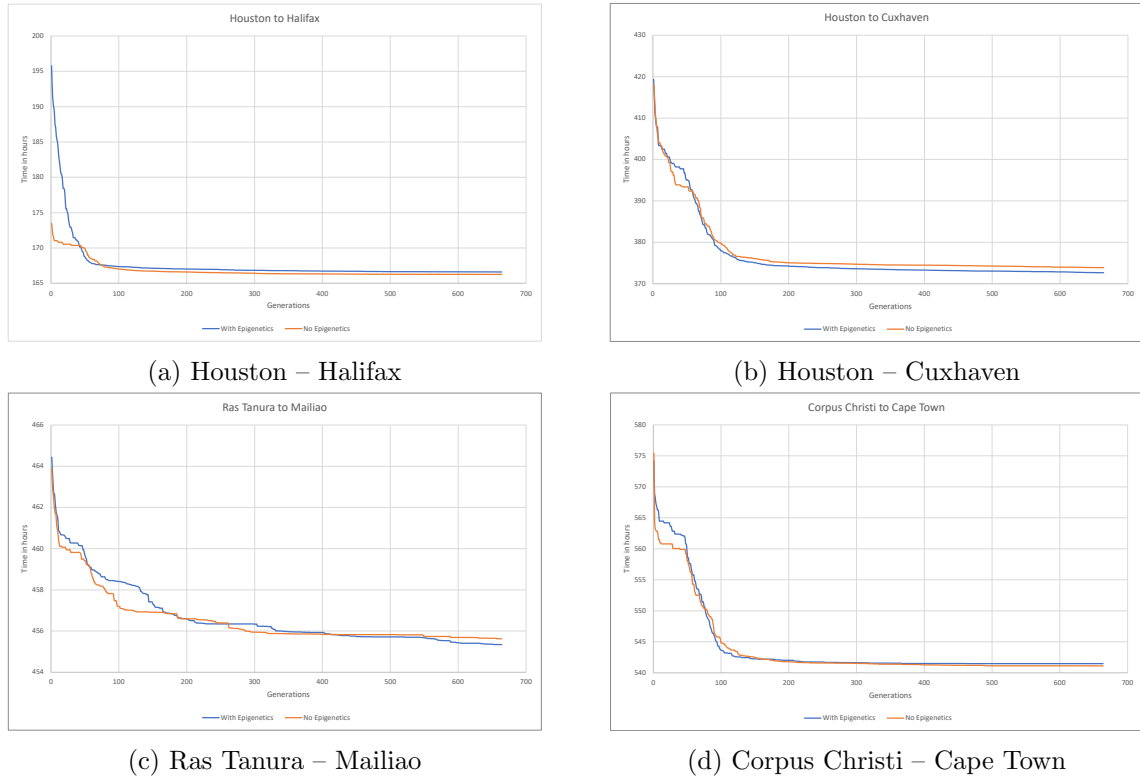 Houston to Halifax
Time in hours
200
195
190
185
180
175
170
165
0 100 200 300 400 500 600 700
Generations
With Epigenetics No Epigenetics
(a) Houston – Halifax
Houston to Cuxhaven
Time in hours
430
420
410
400
390
380
370
0 100 200 300 400 500 600 700
Generations
With Epigenetics No Epigenetics
(b) Houston – Cuxhaven
Ras Tanura to Mailiao
Time in hours
466
464
462
460
458
456
454
0 100 200 300 400 500 600 700
Generations
With Epigenetics No Epigenetics
(c) Ras Tanura – Mailiao
Corpus Christi to Cape Town
Time in hours
580
575
570
565
560
555
550
545
540
0 100 200 300 400 500 600 700
Generations
With Epigenetics No Epigenetics
(d) Corpus Christi – Cape Town